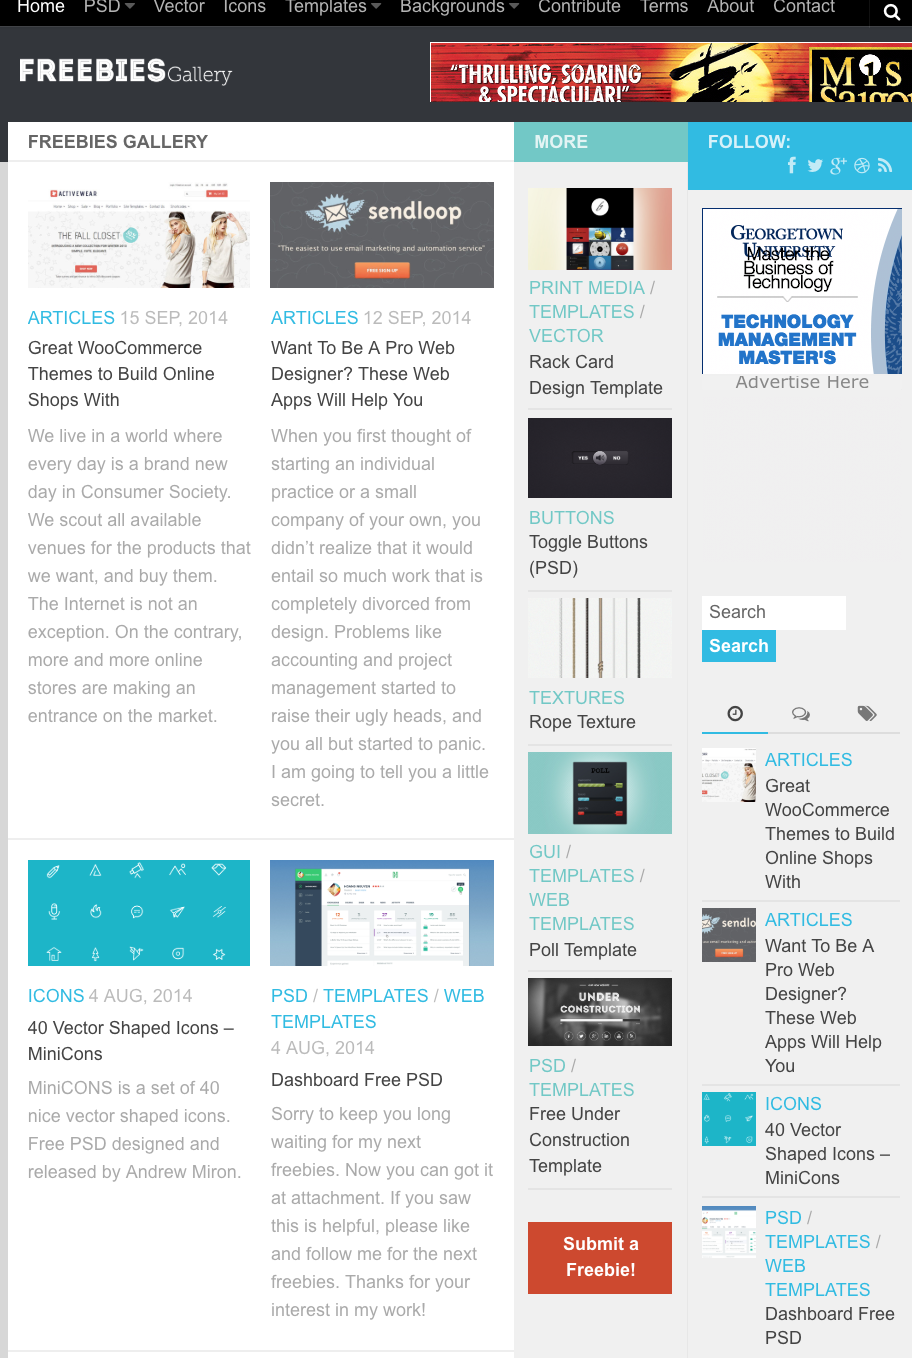 Home PSD Vector Icons Templates Backgrounds Contribute Terms About Contact
FREEBIESGallery
"THRILLING, SOARING
& SPECTACULAR!"
MISS
FREEBIES GALLERY
ACTIVEWEAR
THE FALL CLOSET
ARTICLES 15 SEP, 2014
Great WooCommerce
Themes to Build Online
Shops With
We live in a world where
every day is a brand new
day in Consumer Society.
We scout all available
venues for the products that
we want, and buy them.
The Internet is not an
exception. On the contrary,
more and more online
stores are making an
entrance on the market.
sendloop
"The easiest to use email marketing and automation service"
FREE SIGN UP
ARTICLES 12 SEP, 2014
Want To Be A Pro Web
Designer? These Web
Apps Will Help You
When you first thought of
starting an individual
practice or a small
company of your own, you
didn't realize that it would
entail so much work that is
completely divorced from
design. Problems like
accounting and project
management started to
raise their ugly heads, and
you all but started to panic.
I am going to tell you a little
secret.
ICONS 4 AUG, 2014
40 Vector Shaped Icons –
MiniCons
MiniCONS is a set of 40
nice vector shaped icons.
Free PSD designed and
released by Andrew Miron.
PSD / TEMPLATES / WEB
TEMPLATES
4 AUG, 2014
Dashboard Free PSD
Sorry to keep you long
waiting for my next
freebies. Now you can got it
at attachment. If you saw
this is helpful, please like
and follow me for the next
freebies. Thanks for your
interest in my work!
MORE
PRINT MEDIA /
TEMPLATES /
VECTOR
Rack Card
Design Template
YES NO
BUTTONS
Toggle Buttons
(PSD)
TEXTURES
Rope Texture
POLL
GUI /
TEMPLATES /
WEB
TEMPLATES
Poll Template
UNDER
CONSTRUCTION
PSD /
TEMPLATES
Free Under
Construction
Template
Submit a
Freebie!
FOLLOW:
GEORGETOWN
UNIVERSITY
Master the
Business of
Technology
TECHNOLOGY
MANAGEMENT
MASTER'S
Advertise Here
Search
Search
ARTICLES
Great
WooCommerce
Themes to Build
Online Shops
With
sendlo
ARTICLES
Want To Be A
Pro Web
Designer?
These Web
Apps Will Help
You
ICONS
40 Vector
Shaped Icons –
MiniCons
PSD /
TEMPLATES /
WEB
TEMPLATES
Dashboard Free
PSD